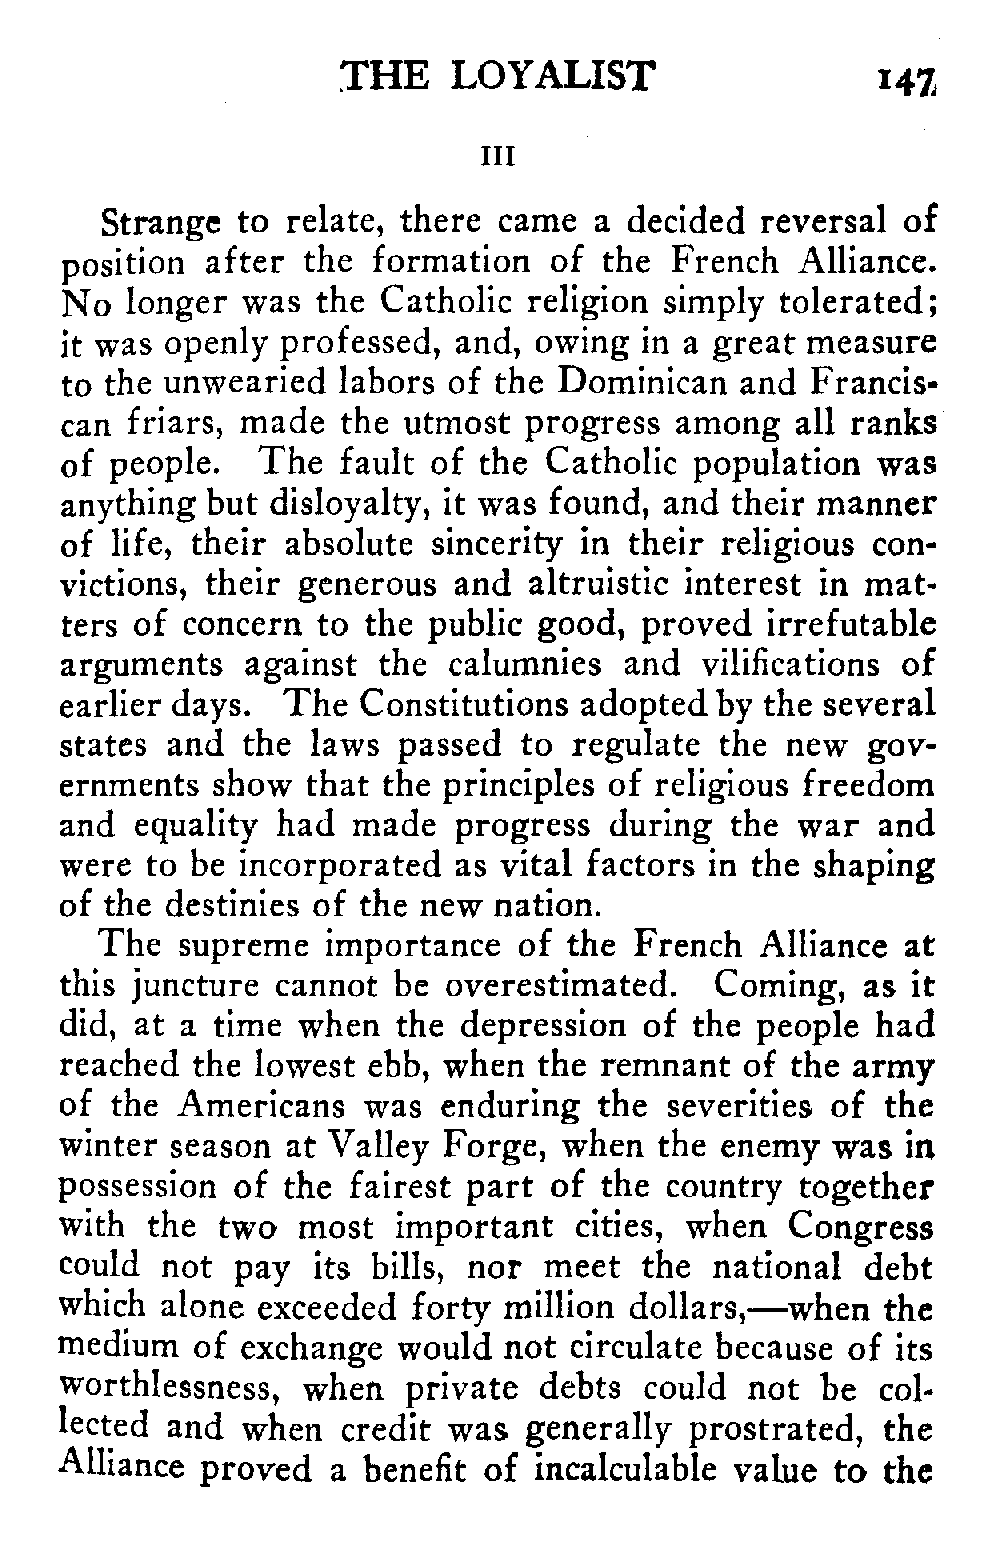 THE LOYALIST 147
III
Strange to relate, there came a decided reversal of
position after the formation of the French Alliance.
No longer was the Catholic religion simply tolerated;
it was openly professed, and, owing in a great measure
to the unwearied labors of the Dominican and Francis-
can friars, made the utmost progress among all ranks
of people. The fault of the Catholic population was
anything but disloyalty, it was found, and their manner
of life, their absolute sincerity in their religious con-
victions, their generous and altruistic interest in mat-
ters of concern to the public good, proved irrefutable
arguments against the calumnies and vilifications of
earlier days. The Constitutions adopted by the several
states and the laws passed to regulate the new gov-
ernments show that the principles of religious freedom
and equality had made progress during the war and
were to be incorporated as vital factors in the shaping
of the destinies of the new nation.
The supreme importance of the French Alliance at
this juncture cannot be overestimated. Coming, as it
did, at a time when the depression of the people had
reached the lowest ebb, when the remnant of the army
of the Americans was enduring the severities of the
winter season at Valley Forge, when the enemy was in
possession of the fairest part of the country together
with the two most important cities, when Congress
could not pay its bills, nor meet the national debt
which alone exceeded forty million dollars,—when the
medium of exchange would not circulate because of its
worthlessness, when private debts could not be col-
lected and when credit was generally prostrated, the
Alliance proved a benefit of incalculable value to the